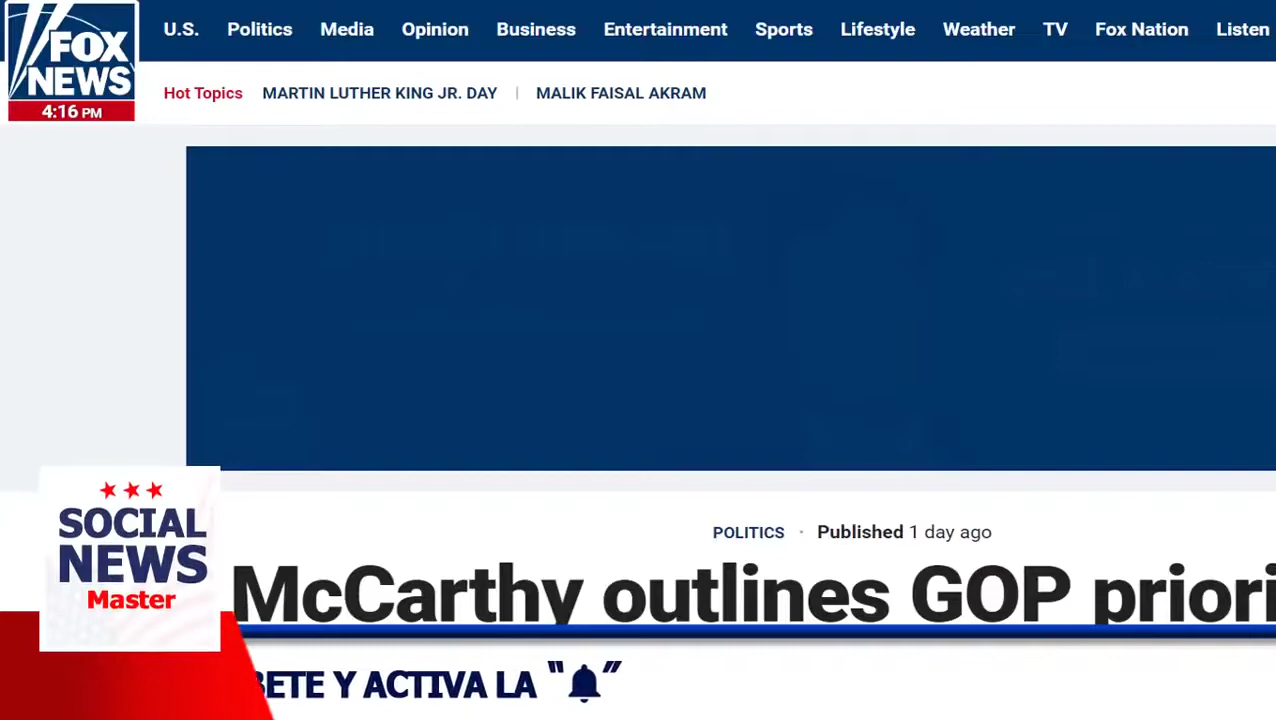 FOX
NEWS
4:16 PM
U.S. Politics Media Opinion Business Entertainment Sports Lifestyle Weather TV Fox Nation Listen
Hot Topics MARTIN LUTHER KING JR. DAY | MALIK FAISAL AKRAM
POLITICS · Published 1 day ago
McCarthy outlines GOP priori
SOCIAL
NEWS
Master
BETE Y ACTIVA LA "🔔"